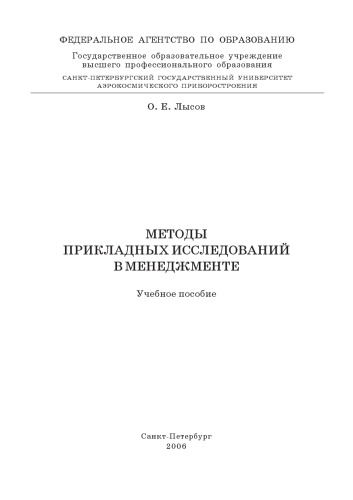 ФЕДЕРАЛЬНОЕ АГЕНТСТВО ПО ОБРАЗОВАНИЮ
Государственное образовательное учреждение
высшего профессионального образования
САНКТ-ПЕТЕРБУРГСКИЙ ГОСУДАРСТВЕННЫЙ УНИВЕРСИТЕТ
АЭРОКОСМИЧЕСКОГО ПРИБОРОСТРОЕНИЯ
О. Е. Лысов
МЕТОДЫ
ПРИКЛАДНЫХ ИССЛЕДОВАНИЙ
В МЕНЕДЖМЕНТЕ
Учебное пособие
Санкт-Петербург
2006